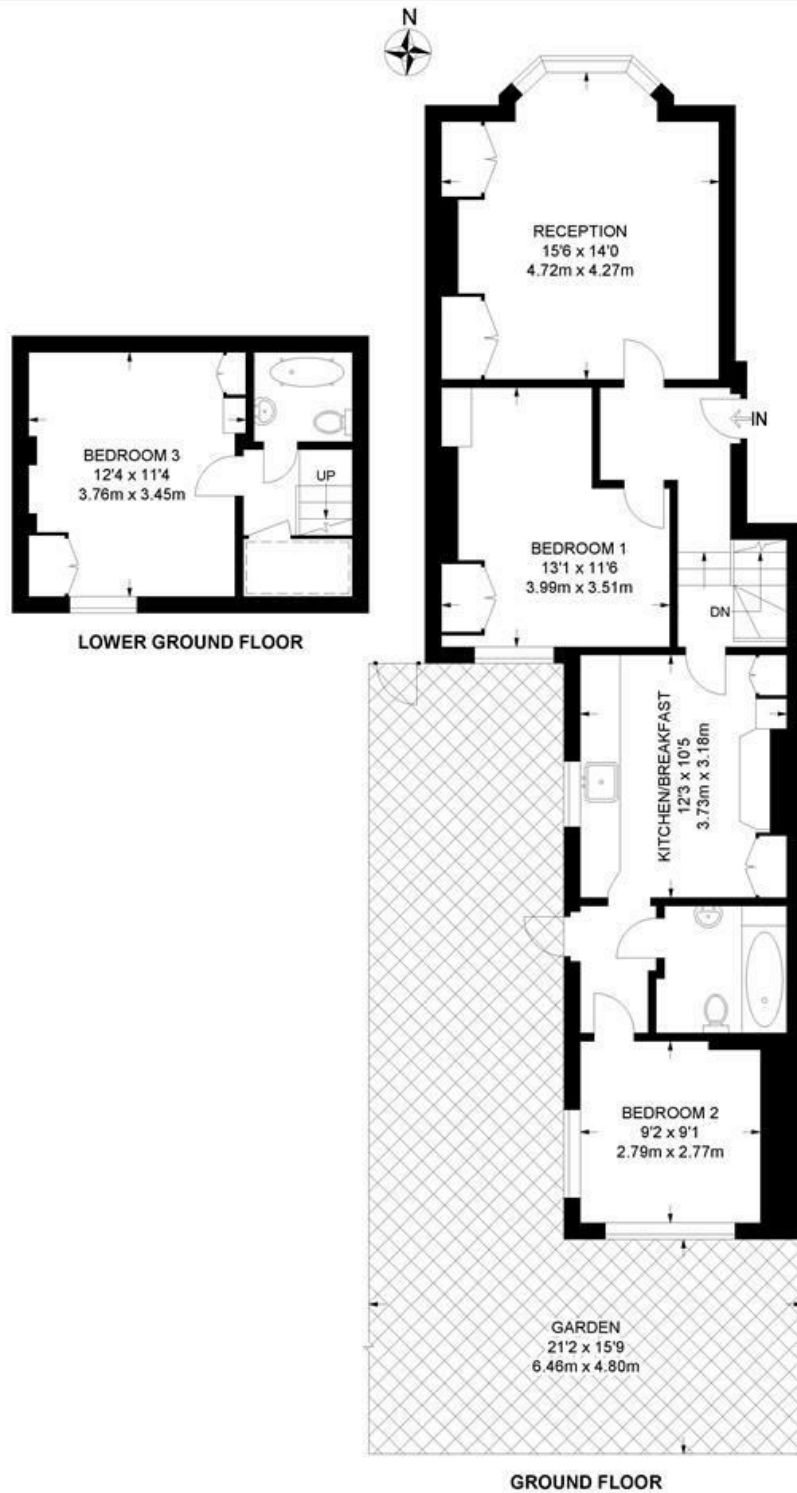 N
RECEPTION
15'6 x 14'0
4.72m x 4.27m
IN
BEDROOM 3
12'4 x 11'4
3.76m x 3.45m
UP
LOWER GROUND FLOOR
BEDROOM 1
13'1 x 11'6
3.99m x 3.51m
DN
KITCHEN/BREAKFAST
12'3 x 10'5
3.73m x 3.18m
BEDROOM 2
9'2 x 9'1
2.79m x 2.77m
GARDEN
21'2 x 15'9
6.46m x 4.80m
GROUND FLOOR